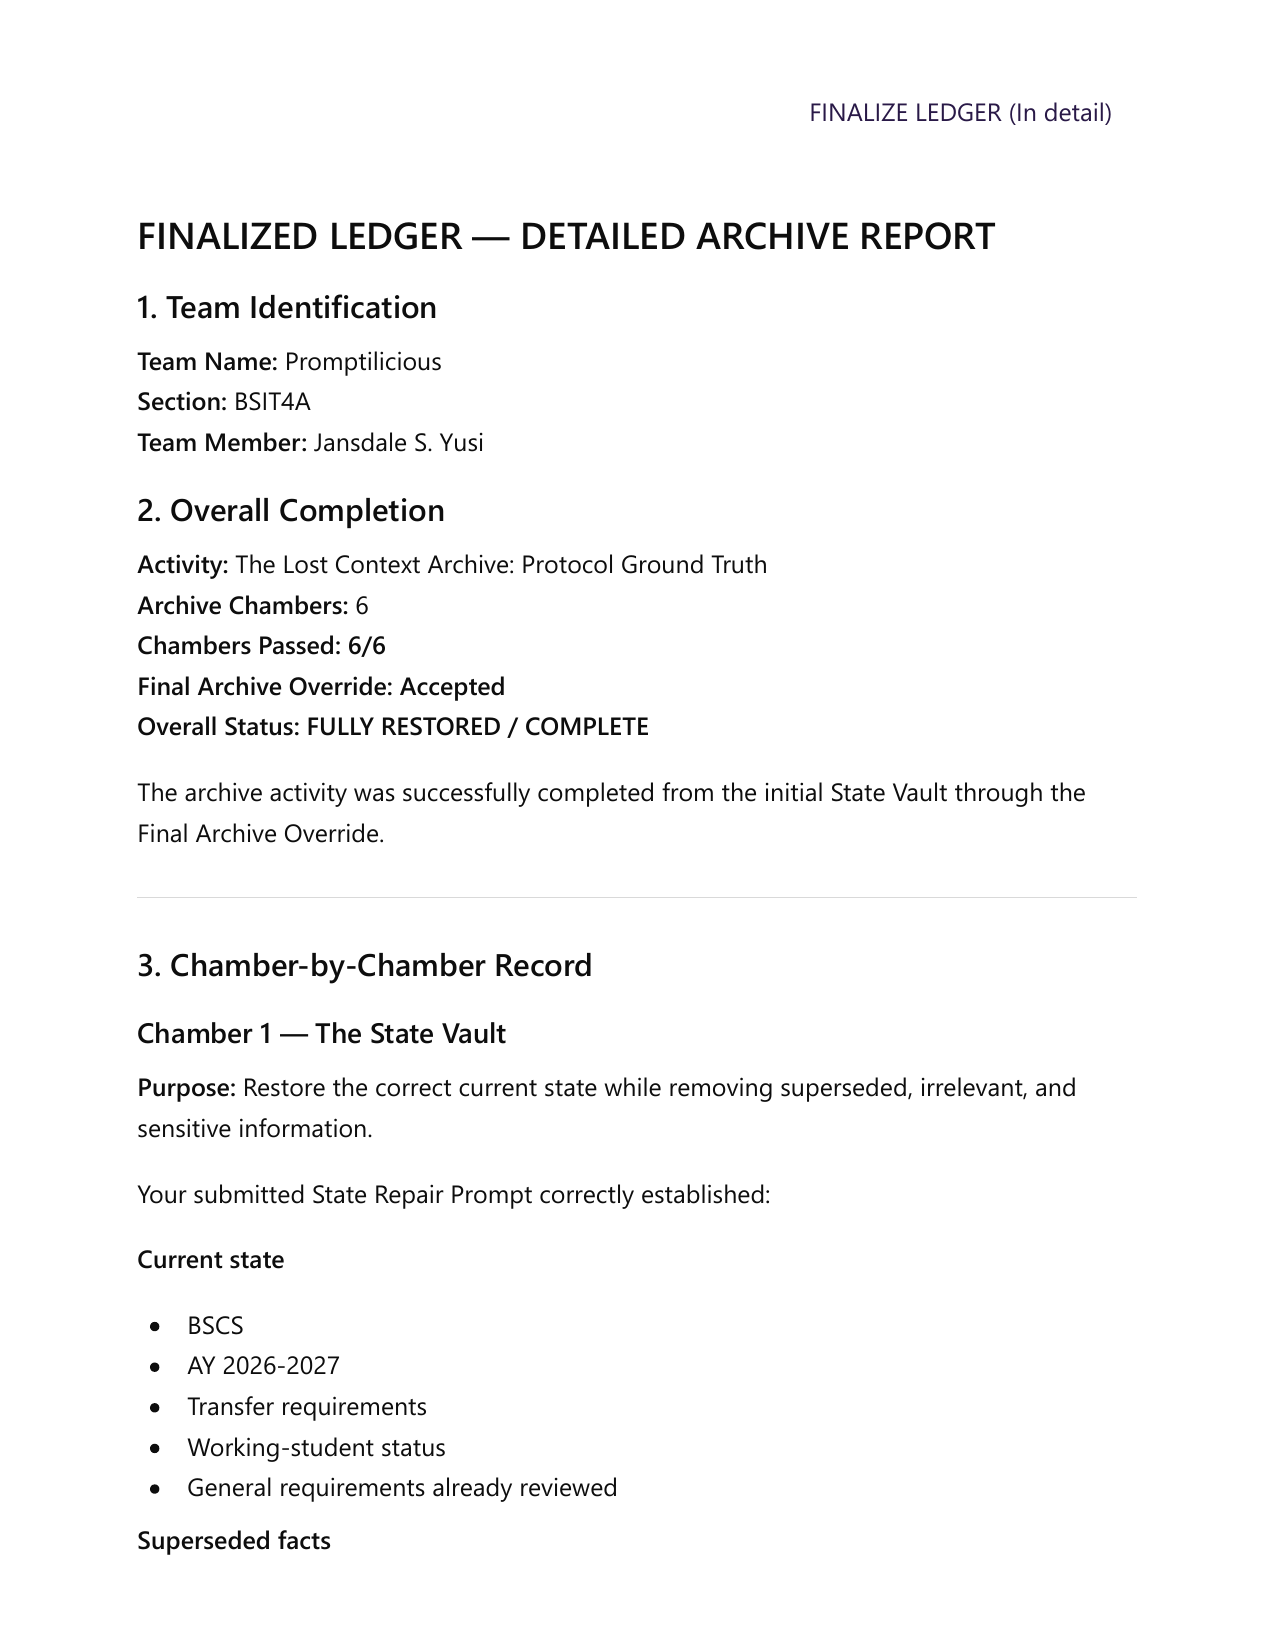 FINALIZE LEDGER (In detail)
FINALIZED LEDGER — DETAILED ARCHIVE REPORT
1. Team Identification
Team Name: Promptilicious
Section: BSIT4A
Team Member: Jansdale S. Yusi
2. Overall Completion
Activity: The Lost Context Archive: Protocol Ground Truth
Archive Chambers: 6
Chambers Passed: 6/6
Final Archive Override: Accepted
Overall Status: FULLY RESTORED / COMPLETE
The archive activity was successfully completed from the initial State Vault through the
Final Archive Override.
3. Chamber-by-Chamber Record
Chamber 1 — The State Vault
Purpose: Restore the correct current state while removing superseded, irrelevant, and
sensitive information.
Your submitted State Repair Prompt correctly established:
Current state
• BSCS
• AY 2026-2027
• Transfer requirements
• Working-student status
• General requirements already reviewed
Superseded facts